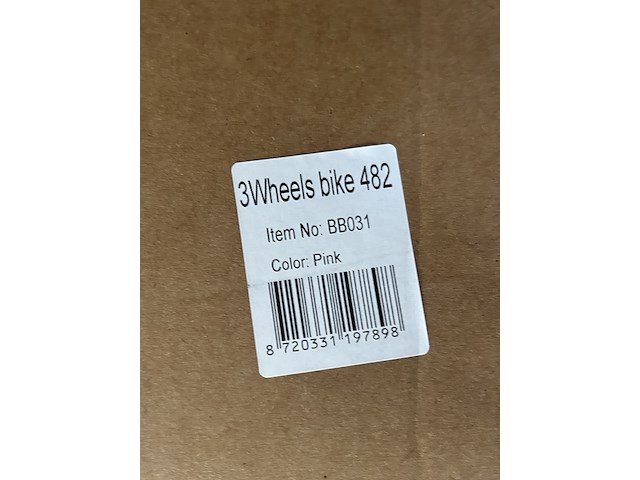 3Wheels bike 482
Item No: BB031
Color: Pink
8 720331 197898